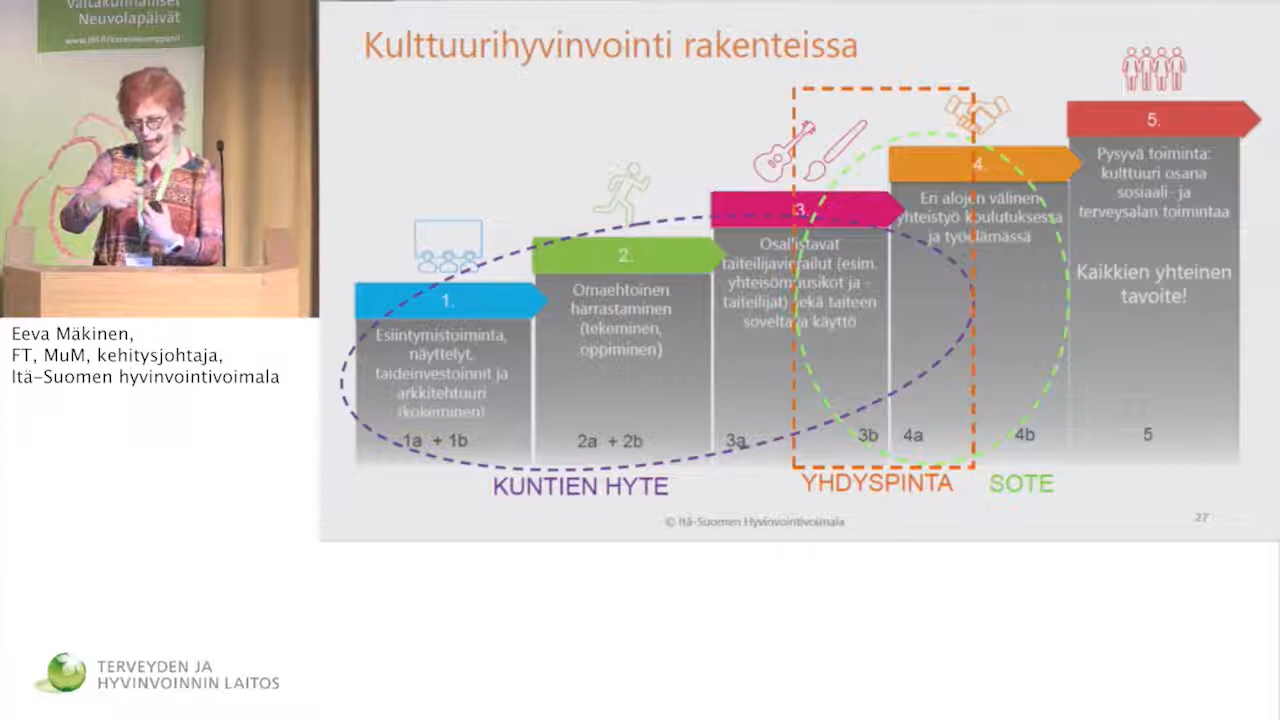 Valtakunnalliset
Neuvolapäivät
Kulttuurihyvinvointi rakenteissa
5.
4.
3.
2.
1.
Pysyvä toiminta:
kulttuuri osana
sosiaali- ja
terveysalan toimintaa
Kaikkien yhteinen
tavoite!
Eri alojen välinen
yhteistyö koulutuksessa
ja työelämässä
Osallistavat
taiteilijavierailut (esim.
yhteisömuusikot ja -
taiteilijat) sekä taiteen
soveltava käyttö
Omaehtoinen
harrastaminen
(tekeminen,
oppiminen)
Esiintymistoiminta,
näyttelyt,
taideinvestoinnit ja
arkkitehtuuri
(kokeminen)
1a + 1b
2a + 2b
3a
3b
4a
4b
5
KUNTIEN HYTE
YHDYSPINTA
SOTE
© Itä-Suomen Hyvinvointivoimala
27
Eeva Mäkinen,
FT, MuM, kehitysjohtaja,
Itä-Suomen hyvinvointivoimala
TERVEYDEN JA
HYVINVOINNIN LAITOS